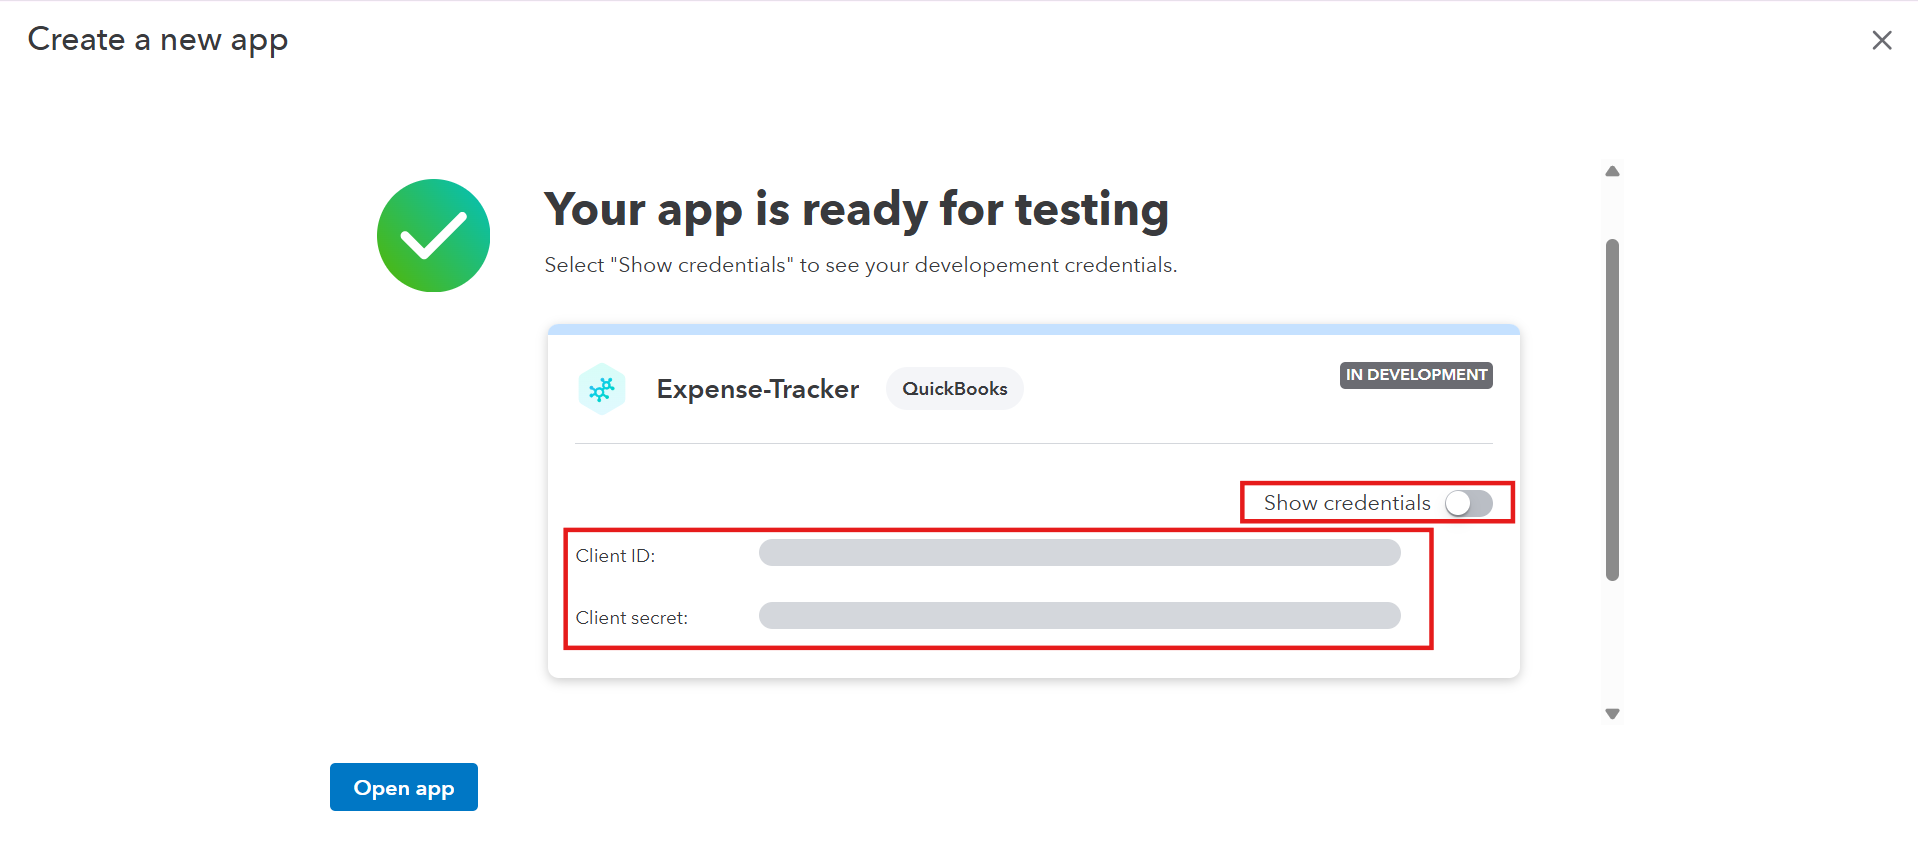 Create a new app
Your app is ready for testing
Select "Show credentials" to see your developement credentials.
Expense-Tracker QuickBooks IN DEVELOPMENT
Show credentials
Client ID:
Client secret:
Open app